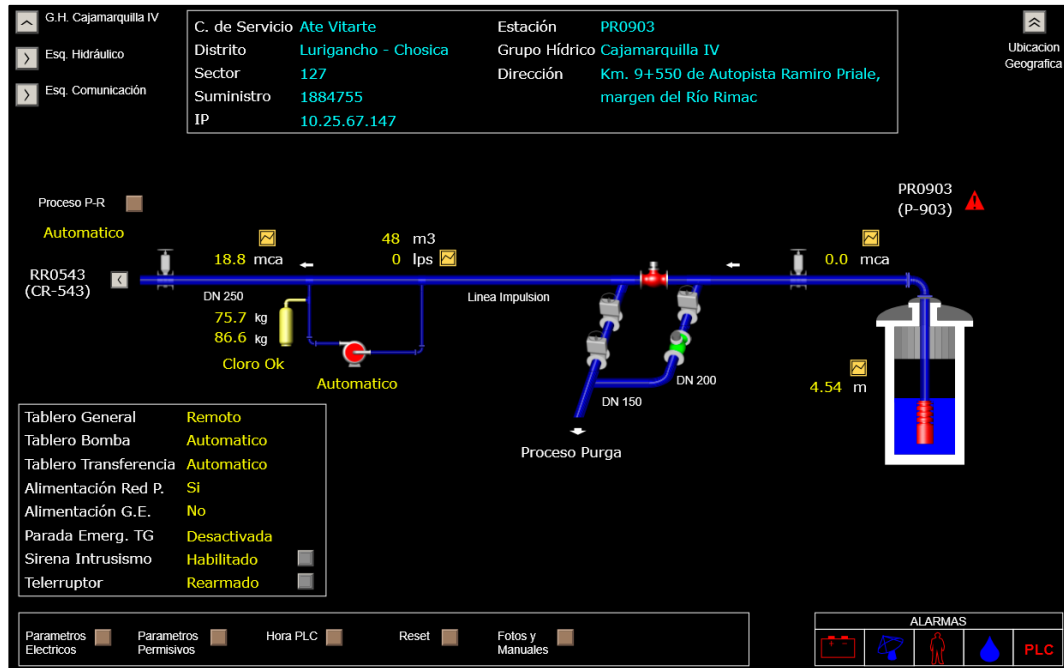 G.H. Cajamarquilla IV
Esq. Hidráulico
Esq. Comunicación
C. de Servicio Ate Vitarte
Distrito Lurigancho - Chosica
Sector 127
Suministro 1884755
IP 10.25.67.147
Estación PR0903
Grupo Hídrico Cajamarquilla IV
Dirección Km. 9+550 de Autopista Ramiro Priale,
margen del Río Rimac
Ubicacion
Geografica
Proceso P-R
Automatico
RR0543
(CR-543)
18.8 mca
48 m3
0 lps
DN 250
75.7 kg
86.6 kg
Cloro Ok
Automatico
Linea Impulsion
DN 200
DN 150
Proceso Purga
PR0903
(P-903)
0.0 mca
4.54 m
Tablero General Remoto
Tablero Bomba Automatico
Tablero Transferencia Automatico
Alimentación Red P. Si
Alimentación G.E. No
Parada Emerg. TG Desactivada
Sirena Intrusismo Habilitado
Telerruptor Rearmado
Parametros
Electricos
Parametros
Permisivos
Hora PLC
Reset
Fotos y
Manuales
ALARMAS
PLC